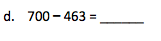 d. 700 – 463 = ______